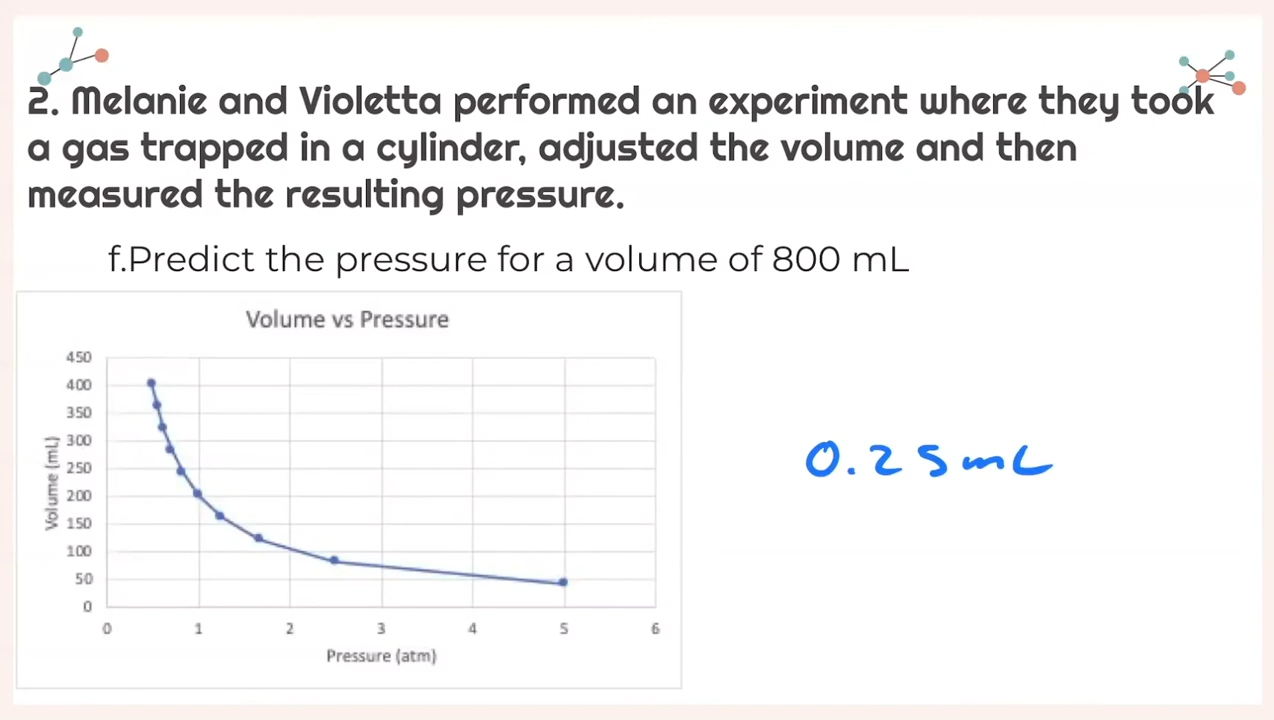 2. Melanie and Violetta performed an experiment where they took
a gas trapped in a cylinder, adjusted the volume and then
measured the resulting pressure.
f.Predict the pressure for a volume of 800 mL
Volume vs Pressure
450
400
350
300
250
200
150
100
50
0
Volume (mL)
0 1 2 3 4 5 6
Pressure (atm)
0.25mL